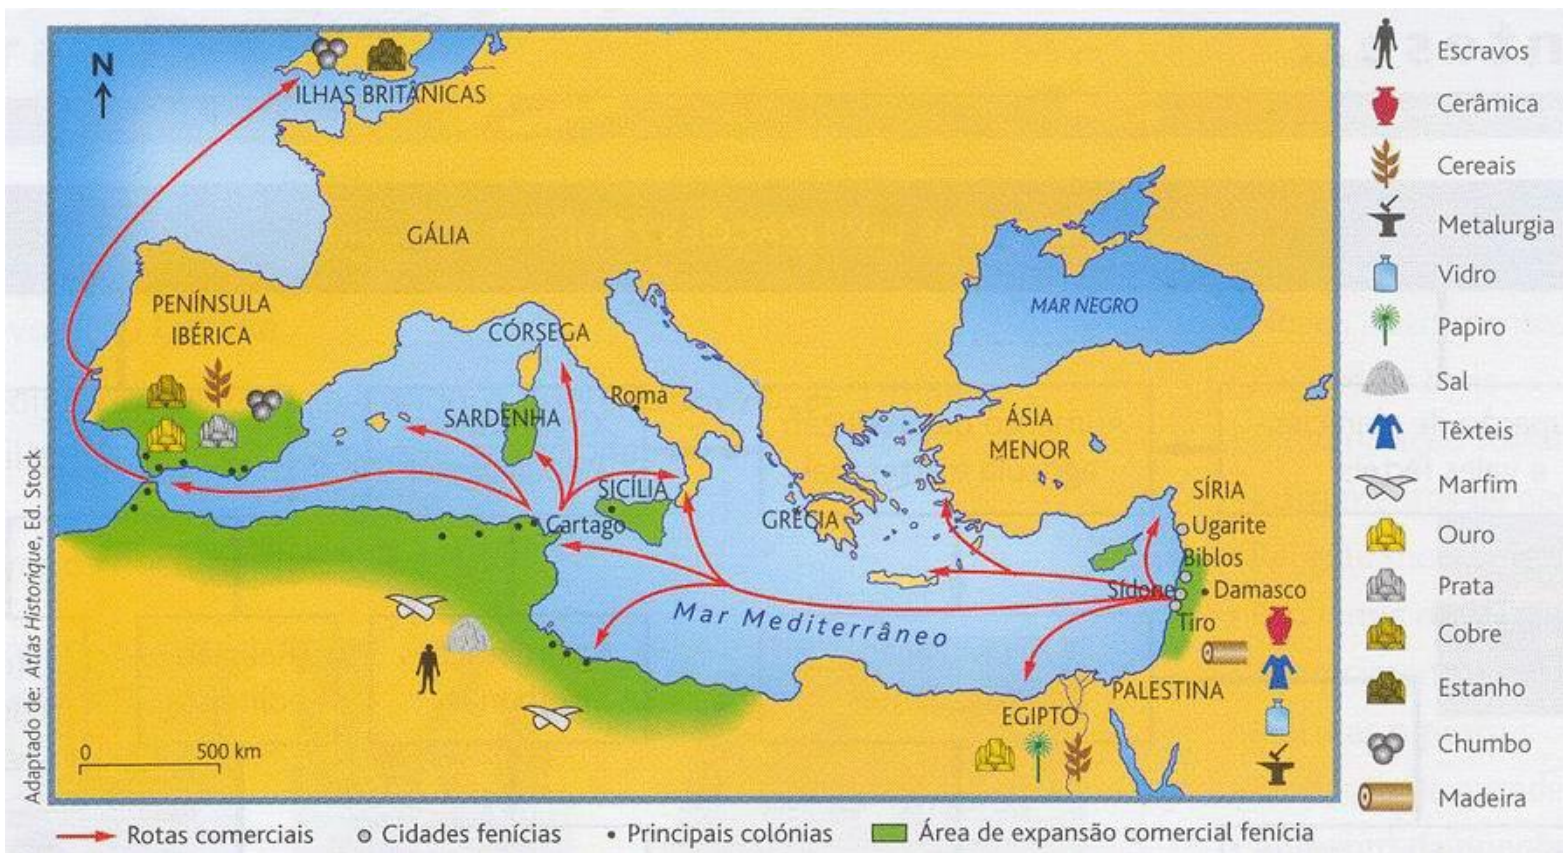 N
ILHAS BRITÂNICAS
GÁLIA
PENÍNSULA
IBÉRICA
CÓRSEGA
SARDENHA
Roma
SICÍLIA
Cartago
GRÉCIA
MAR NEGRO
ÁSIA
MENOR
SÍRIA
Ugarite
Biblos
Sídone
Damasco
Tiro
Mar Mediterrâneo
PALESTINA
EGIPTO
0 500 km
Adaptado de: Atlas Historique, Ed. Stock
Escravos
Cerâmica
Cereais
Metalurgia
Vidro
Papiro
Sal
Têxteis
Marfim
Ouro
Prata
Cobre
Estanho
Chumbo
Madeira
Rotas comerciais
Cidades fenícias
Principais colónias
Área de expansão comercial fenícia